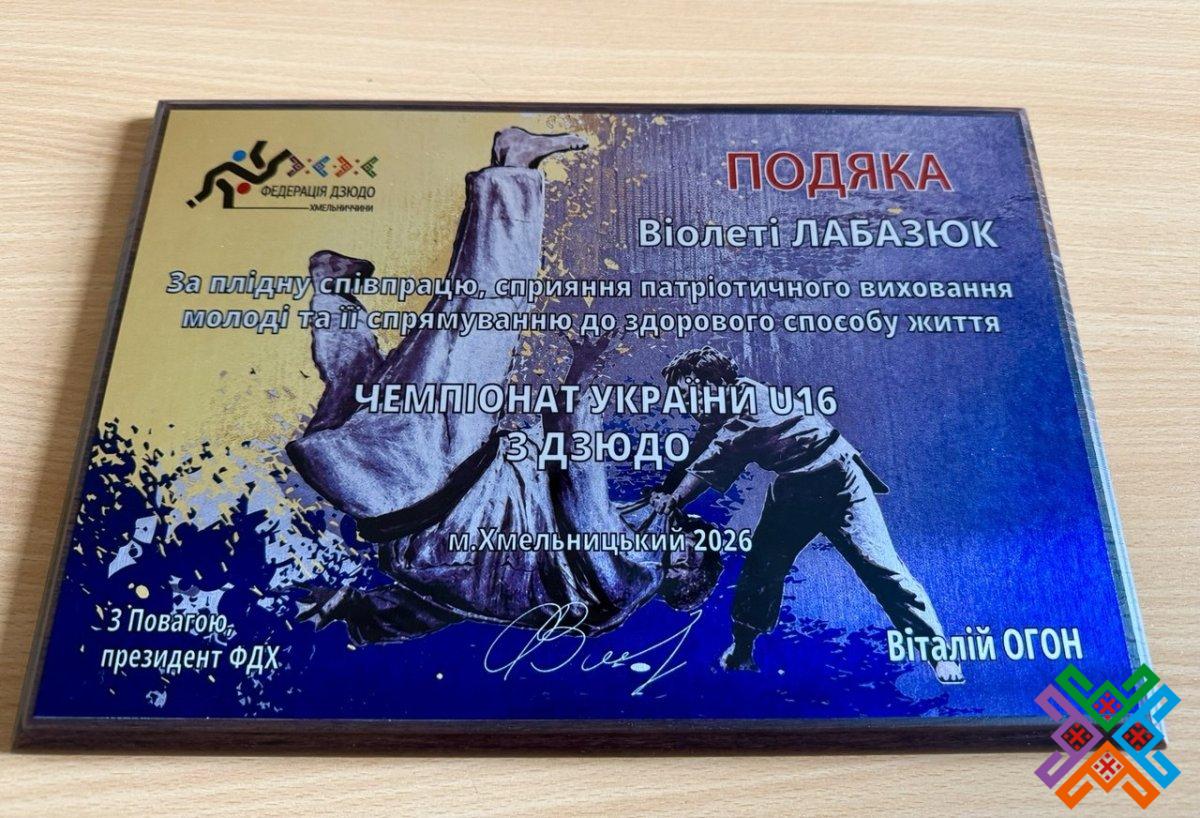 ФЕДЕРАЦІЯ ДЗЮДО
ХМЕЛЬНИЧЧИНИ
ПОДЯКА
Віолеті ЛАБАЗЮК
За плідну співпрацю, сприяння патріотичного виховання
молоді та її спрямуванню до здорового способу життя
ЧЕМПІОНАТ УКРАЇНИ U16
З ДЗЮДО
м.Хмельницький 2026
З Повагою,
президент ФДХ
Віталій ОГОН